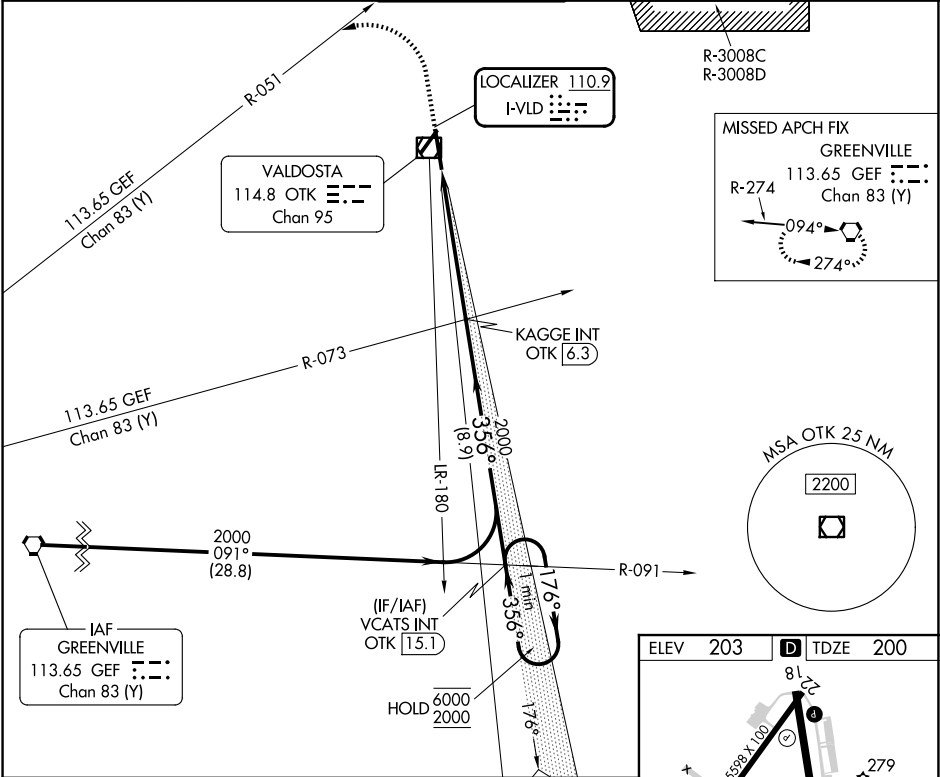 R-051
113.65 GEF
Chan 83 (Y)
LOCALIZER 110.9
I-VLD
R-3008C
R-3008D
VALDOSTA
114.8 OTK
Chan 95
MISSED APCH FIX
GREENVILLE
113.65 GEF
Chan 83 (Y)
R-274
094°
274°
KAGGE INT
OTK 6.3
R-073
113.65 GEF
Chan 83 (Y)
2000
356°
(8.9)
LR-180
MSA OTK 25 NM
2200
2000
091°
(28.8)
R-091
(IF/IAF)
VCATS INT
OTK 15.1
356°
1 min
176°
IAF
GREENVILLE
113.65 GEF
Chan 83 (Y)
HOLD 6000
2000
176°
ELEV 203 D TDZE 200
18
22
P
5598 X 100
279